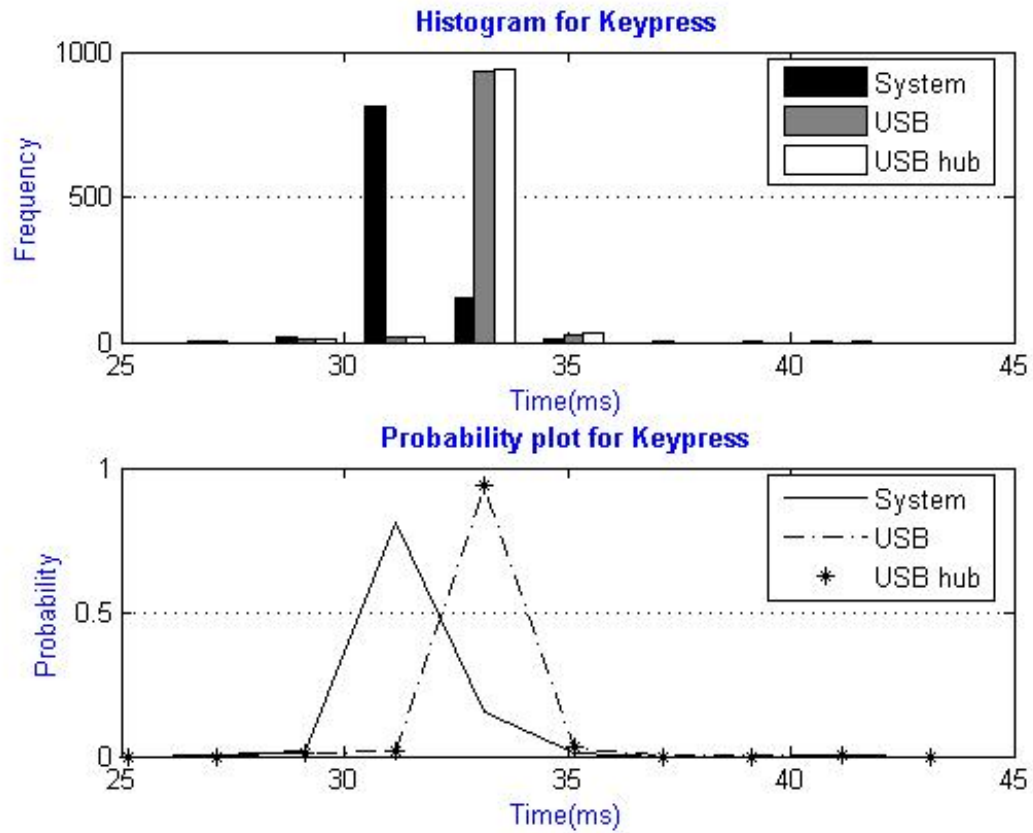 Histogram for Keypress
1000
500
0
Frequency
System
USB
USB hub
25 30 35 40 45
Time(ms)
Probability plot for Keypress
1
0.5
0
Probability
System
USB
USB hub
25 30 35 40 45
Time(ms)